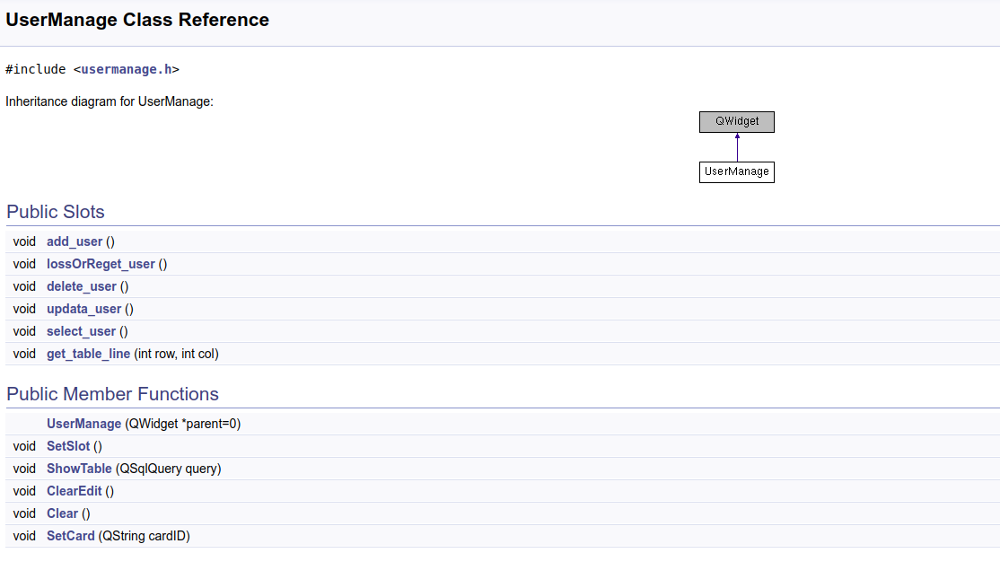 UserManage Class Reference
#include <usermanage.h>
Inheritance diagram for UserManage:
QWidget
UserManage
Public Slots
void add_user ()
void lossOrReget_user ()
void delete_user ()
void updata_user ()
void select_user ()
void get_table_line (int row, int col)
Public Member Functions
UserManage (QWidget *parent=0)
void SetSlot ()
void ShowTable (QSqlQuery query)
void ClearEdit ()
void Clear ()
void SetCard (QString cardID)